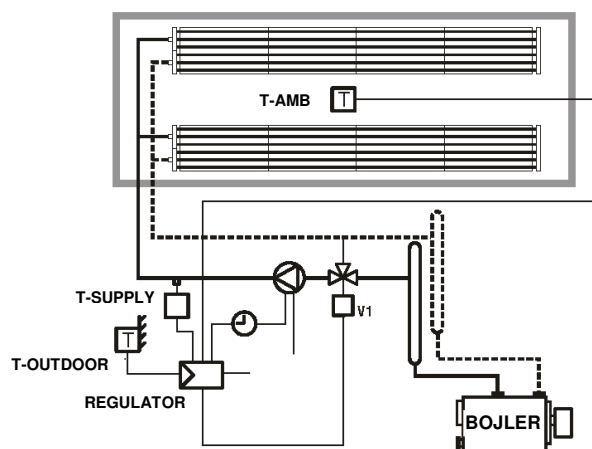 T-AMB
T
T-SUPPLY
V1
T
T-OUTDOOR
REGULATOR
BOJLER